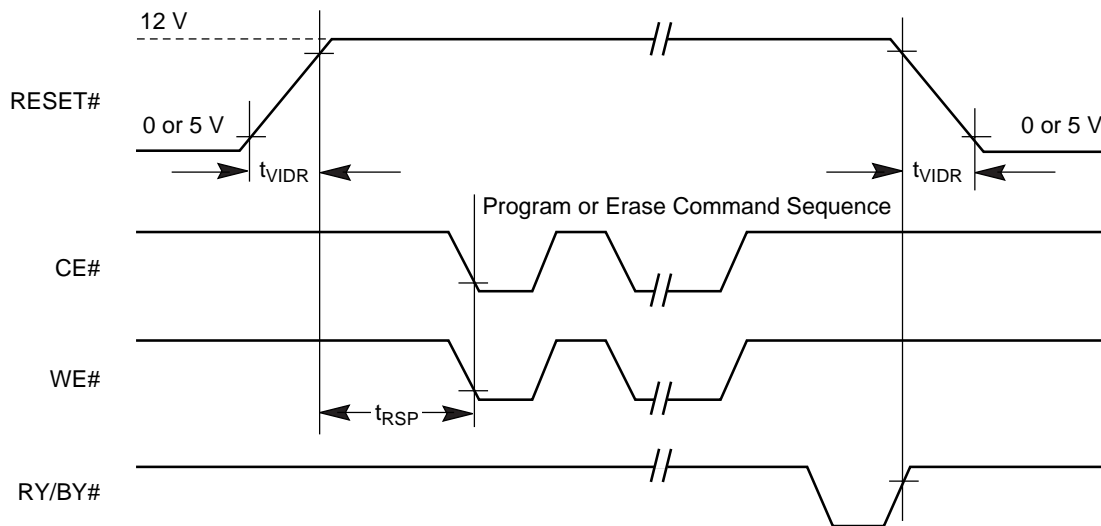 12 V
RESET#
0 or 5 V
0 or 5 V
tVIDR
tVIDR
Program or Erase Command Sequence
CE#
WE#
tRSP
RY/BY#